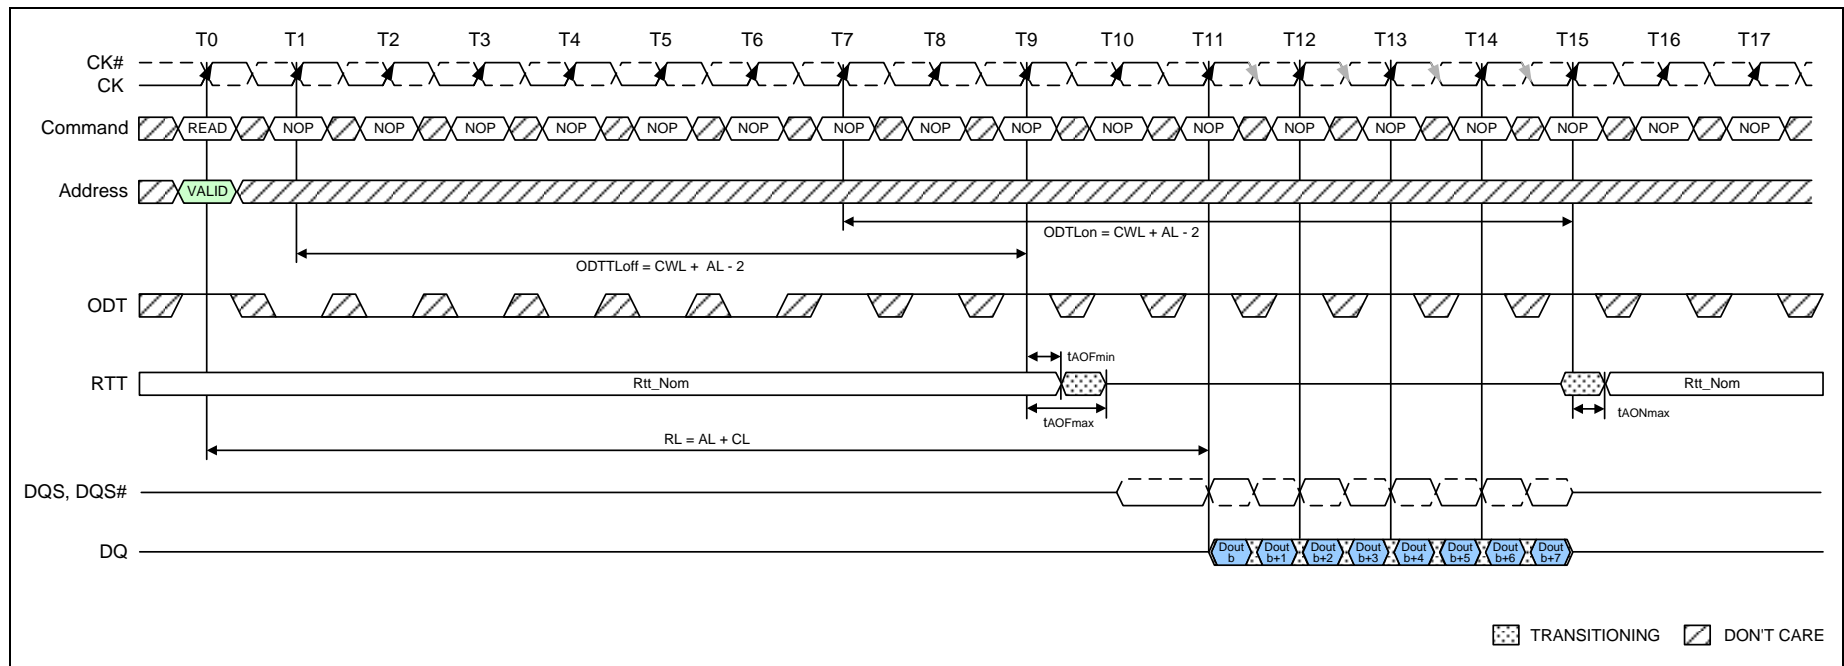 T0 T1 T2 T3 T4 T5 T6 T7 T8 T9 T10 T11 T12 T13 T14 T15 T16 T17
CK#
CK
Command READ NOP NOP NOP NOP NOP NOP NOP NOP NOP NOP NOP NOP NOP NOP NOP NOP NOP
Address VALID
ODTLon = CWL + AL - 2
ODTTLoff = CWL + AL - 2
ODT
tAOFmin
RTT Rtt_Nom Rtt_Nom
tAOFmax tAONmax
RL = AL + CL
DQS, DQS#
DQ Dout b Dout b+1 Dout b+2 Dout b+3 Dout b+4 Dout b+5 Dout b+6 Dout b+7
TRANSITIONING DON'T CARE